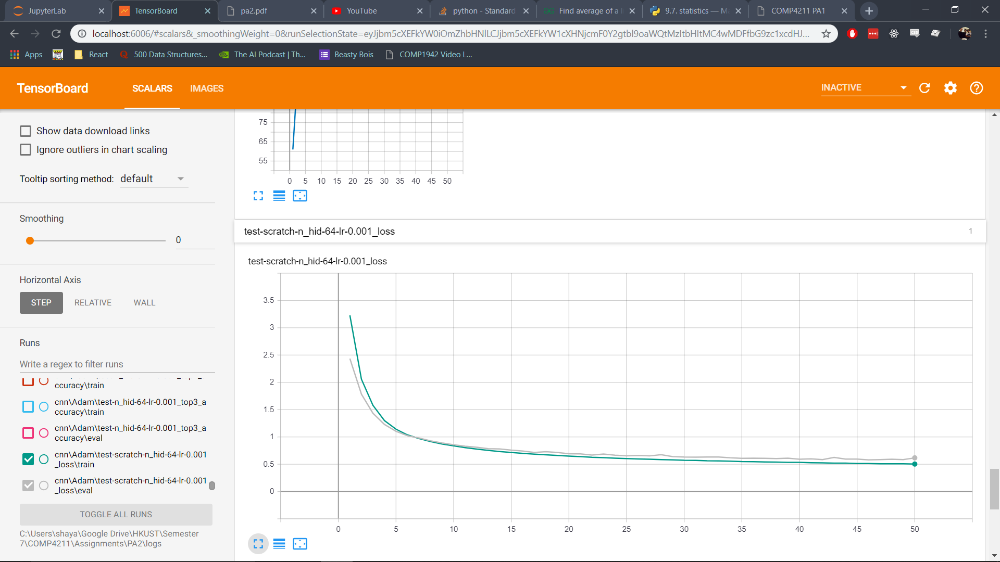 JupyterLab
TensorBoard
pa2.pdf
YouTube
python - Standard
Find average of a l
9.7. statistics — Ma
COMP4211 PA1
Apps
React
500 Data Structures...
The AI Podcast | Th...
Beasty Bois
COMP1942 Video L...
TensorBoard
SCALARS
IMAGES
INACTIVE
Show data download links
Ignore outliers in chart scaling
Tooltip sorting method: default
Smoothing
0
Horizontal Axis
STEP
RELATIVE
WALL
Runs
Write a regex to filter runs
ccuracy\train
cnn\Adam\test-n_hid-64-lr-0.001_top3_a
ccuracy\train
cnn\Adam\test-n_hid-64-lr-0.001_top3_a
ccuracy\eval
cnn\Adam\test-scratch-n_hid-64-lr-0.001
_loss\train
cnn\Adam\test-scratch-n_hid-64-lr-0.001
_loss\eval
TOGGLE ALL RUNS
C:\Users\shaya\Google Drive\HKUST\Semester
7\COMP4211\Assignments\PA2\logs
75
65
55
0 5 10 15 20 25 30 35 40 45 50
test-scratch-n_hid-64-lr-0.001_loss
1
test-scratch-n_hid-64-lr-0.001_loss
3.5
3
2.5
2
1.5
1
0.5
0
0 5 10 15 20 25 30 35 40 45 50